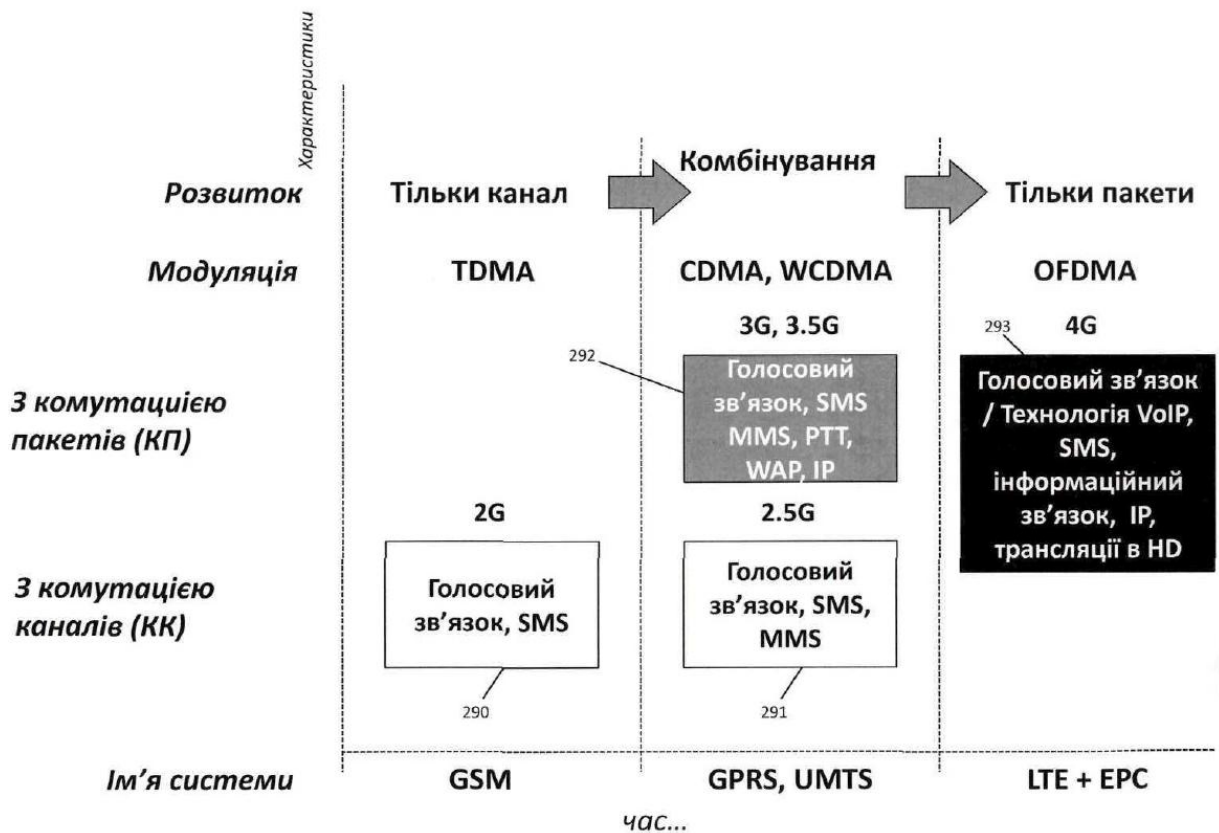 Характеристики
Комбінування
Розвиток Тільки канал Тільки пакети
Модуляція TDMA CDMA, WCDMA OFDMA
3G, 3.5G 293 4G
292
З комутациією
пакетів (КП)
Голосовий
зв’язок, SMS
MMS, PTT,
WAP, IP
Голосовий зв’язок
/ Технологія VoIP,
SMS,
інформаційний
зв’язок, IP,
трансляції в HD
2G 2.5G
З комутацією
каналів (КК)
Голосовий
зв’язок, SMS
Голосовий
зв’язок, SMS,
MMS
290 291
Ім’я системи GSM GPRS, UMTS LTE + EPC
час...